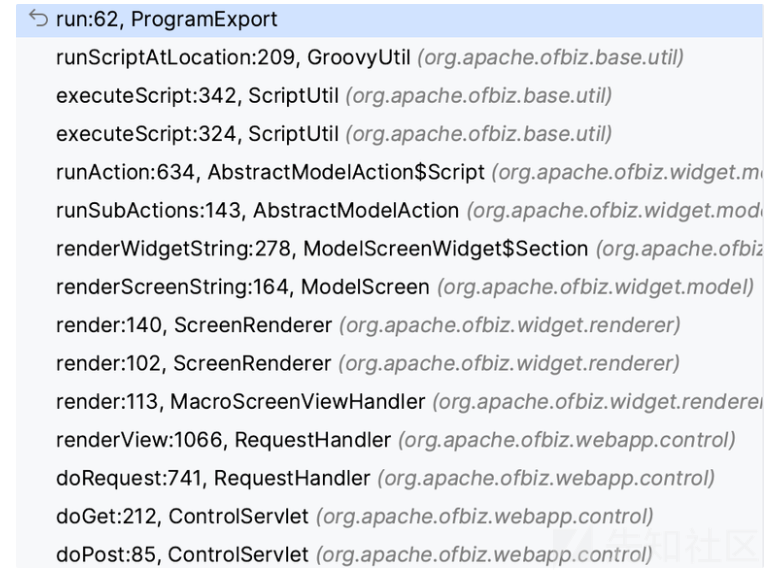 run:62, ProgramExport
runScriptAtLocation:209, GroovyUtil (org.apache.ofbiz.base.util)
executeScript:342, ScriptUtil (org.apache.ofbiz.base.util)
executeScript:324, ScriptUtil (org.apache.ofbiz.base.util)
runAction:634, AbstractModelAction$Script (org.apache.ofbiz.widget.m
runSubActions:143, AbstractModelAction (org.apache.ofbiz.widget.mod
renderWidgetString:278, ModelScreenWidget$Section (org.apache.ofbiz
renderScreenString:164, ModelScreen (org.apache.ofbiz.widget.model)
render:140, ScreenRenderer (org.apache.ofbiz.widget.renderer)
render:102, ScreenRenderer (org.apache.ofbiz.widget.renderer)
render:113, MacroScreenViewHandler (org.apache.ofbiz.widget.renderer
renderView:1066, RequestHandler (org.apache.ofbiz.webapp.control)
doRequest:741, RequestHandler (org.apache.ofbiz.webapp.control)
doGet:212, ControlServlet (org.apache.ofbiz.webapp.control)
doPost:85, ControlServlet (org.apache.ofbiz.webapp.control)
先知社区